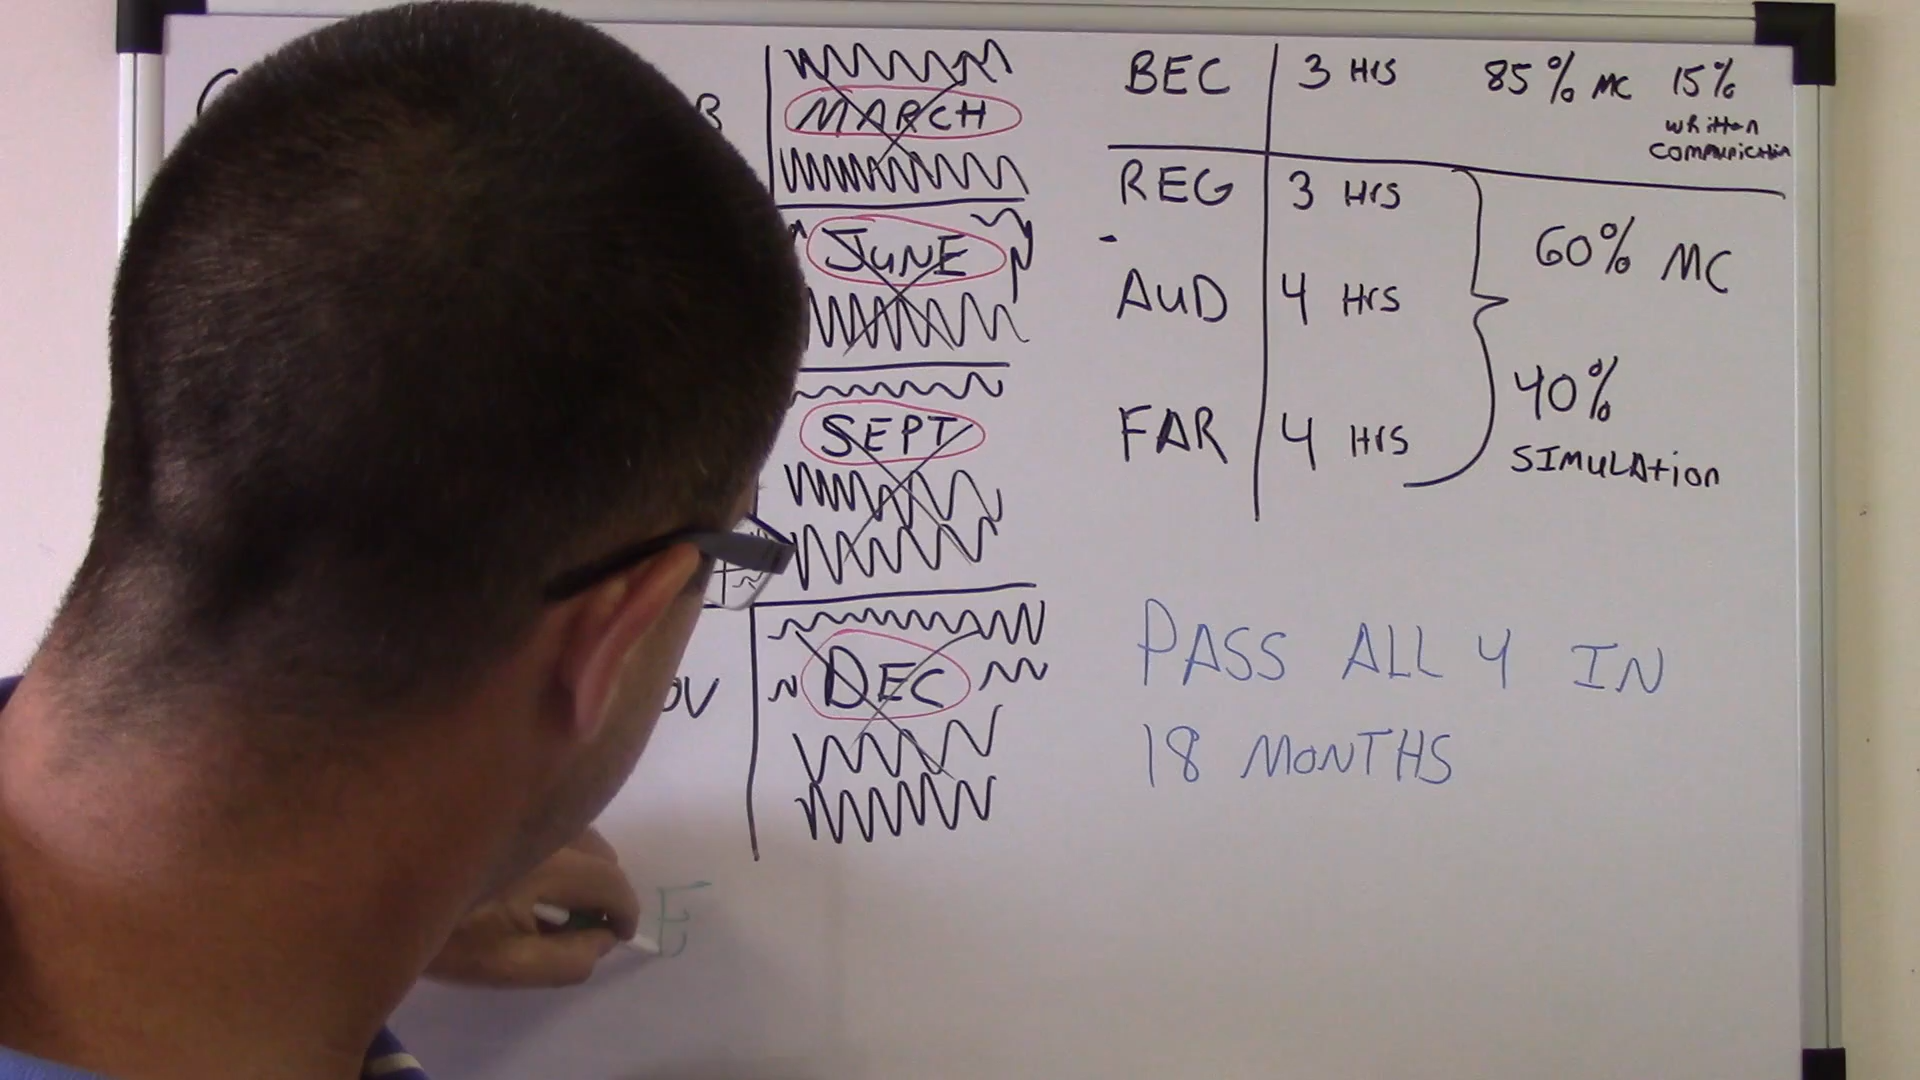 MARCH
JUNE
SEPT
DEC
BEC 3 Hrs 85% MC 15%
written
REG 3 Hrs
AUD 4 Hrs
FAR 4 Hrs
60% MC
40%
SIMULAtion
PASS ALL 4 IN
18 MONTHS
E